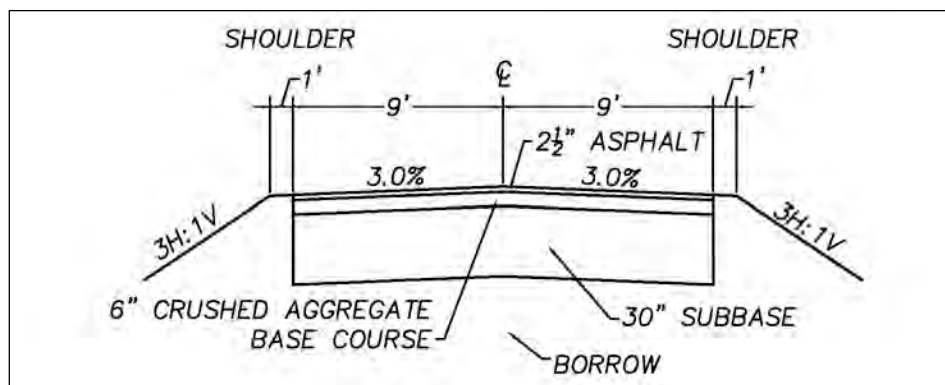 SHOULDER SHOULDER
1' ℄ 1'
9' 9'
2½" ASPHALT
3.0% 3.0%
3H:1V 3H:1V
6" CRUSHED AGGREGATE
BASE COURSE
30" SUBBASE
BORROW